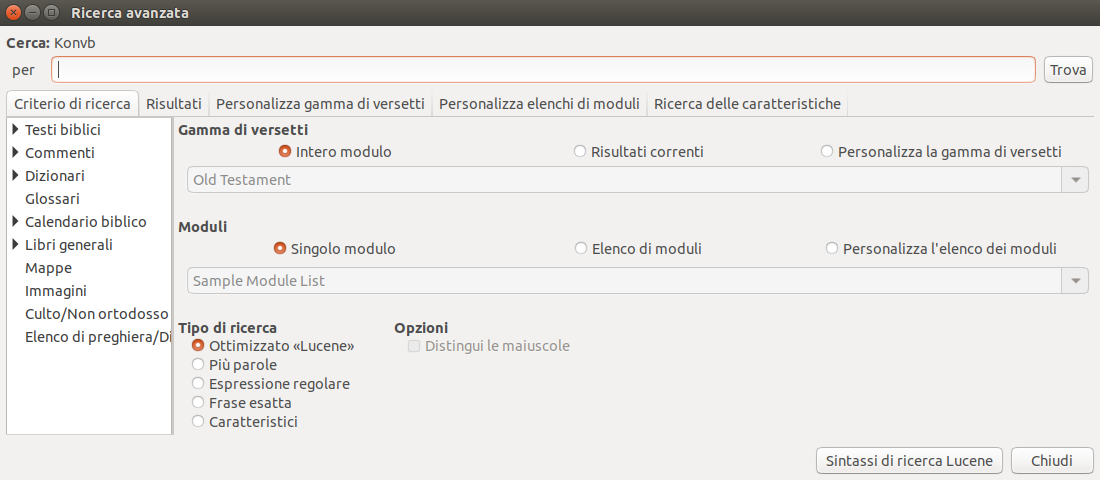 Ricerca avanzata
Cerca: Konvb
per
Trova
Criterio di ricerca Risultati Personalizza gamma di versetti Personalizza elenchi di moduli Ricerca delle caratteristiche
Testi biblici
Commenti
Dizionari
Glossari
Calendario biblico
Libri generali
Mappe
Immagini
Culto/Non ortodosso
Elenco di preghiera/Di
Gamma di versetti
Intero modulo Risultati correnti Personalizza la gamma di versetti
Old Testament
Moduli
Singolo modulo Elenco di moduli Personalizza l'elenco dei moduli
Sample Module List
Tipo di ricerca
Ottimizzato «Lucene»
Più parole
Espressione regolare
Frase esatta
Caratteristici
Opzioni
Distingui le maiuscole
Sintassi di ricerca Lucene Chiudi